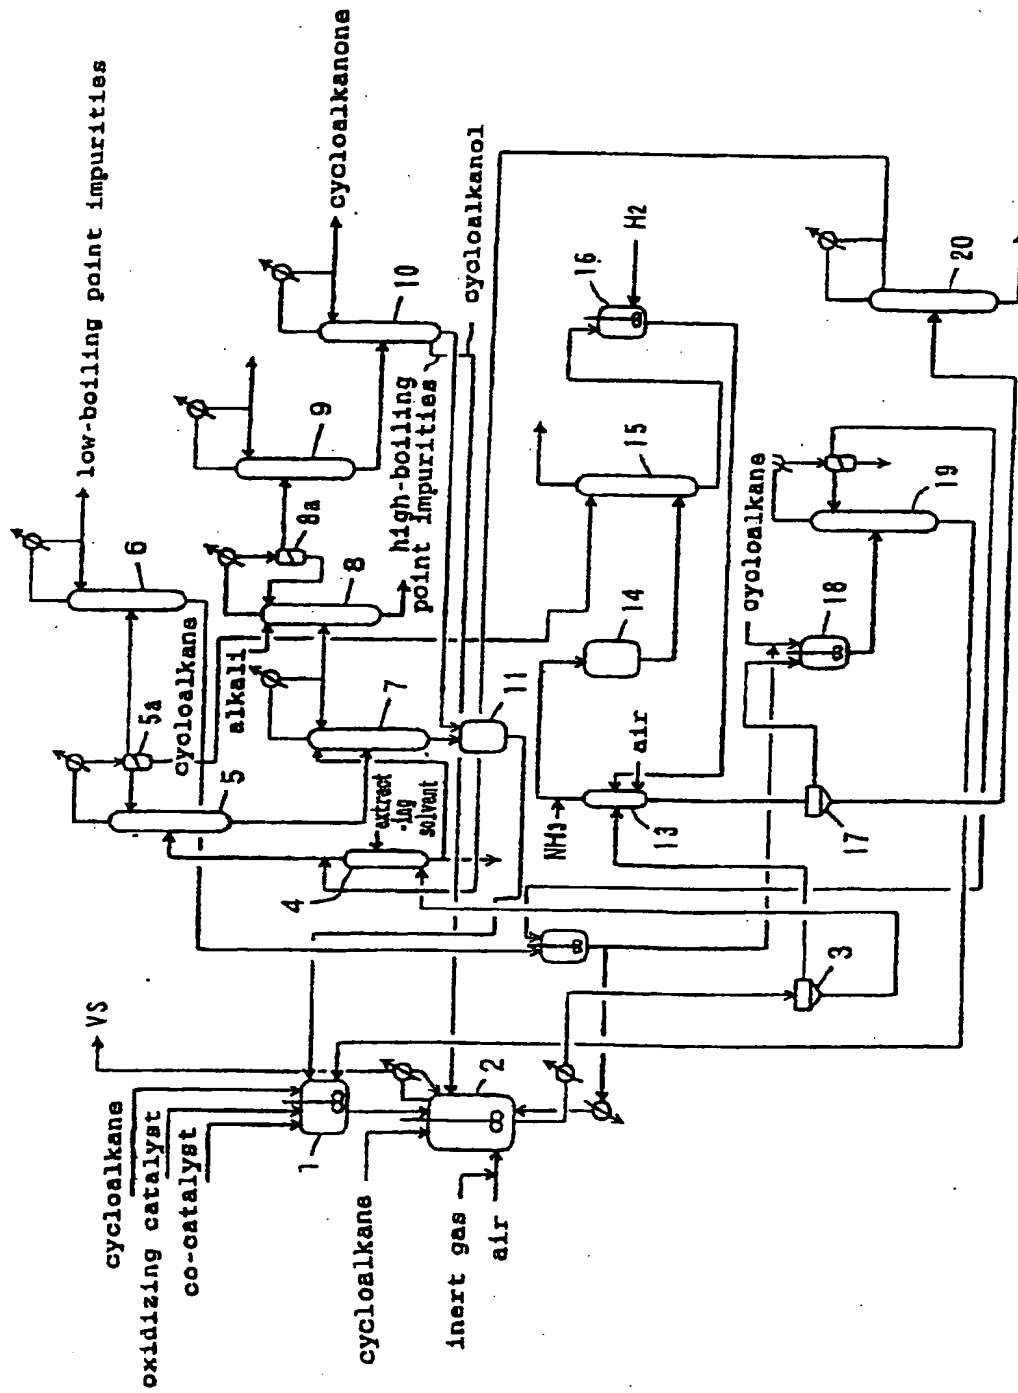 cycloalkane
oxidizing catalyst
co-catalyst
cycloalkane
inert gas
air
VS
1
2
3
4
extract
-ing
solvent
5
5a
cycloalkane
6
low-boiling point impurities
alkali
7
8
8a
high-boiling
point impurities
9
10
cycloalkanone
cycloalkanol
11
NH3
air
13
14
15
16
H2
17
cycloalkane
18
19
20